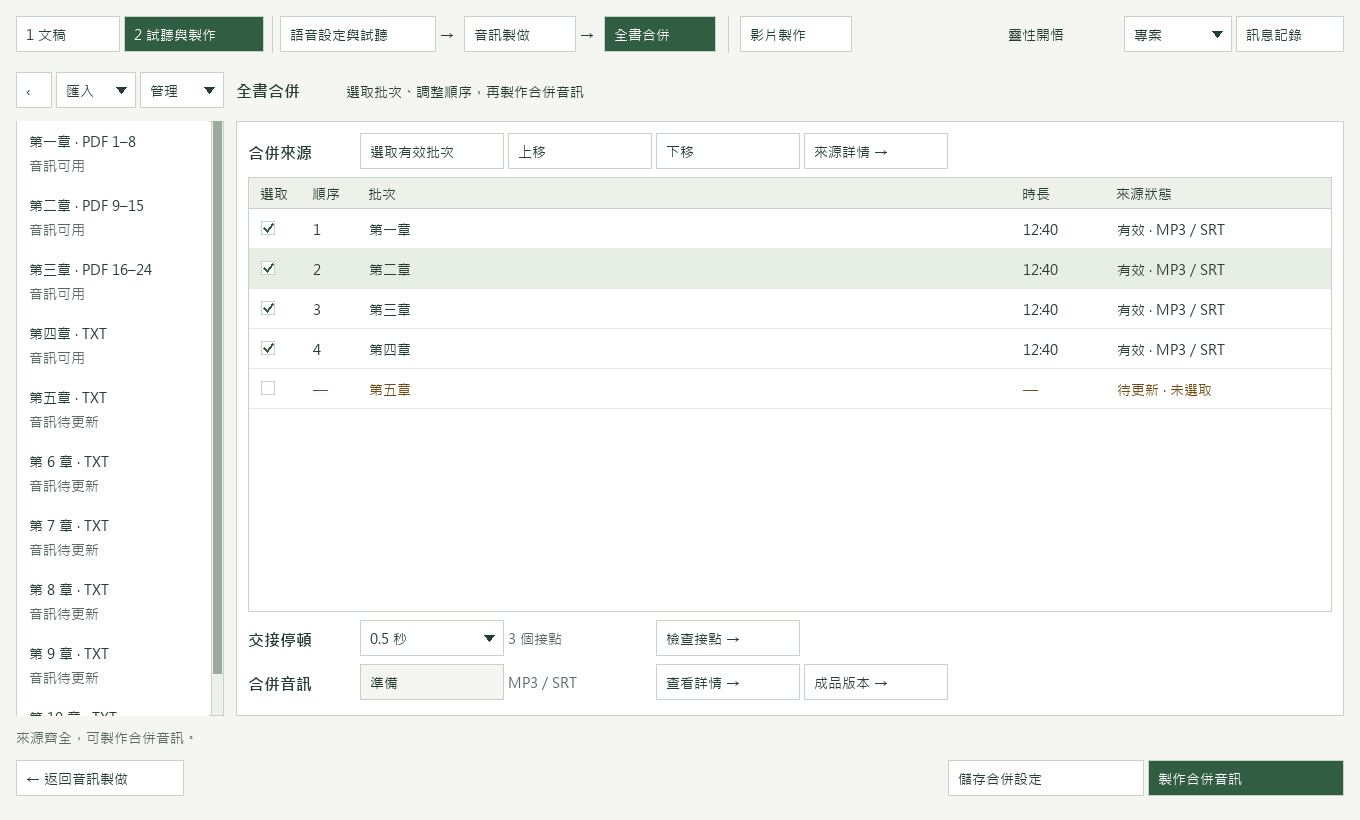 1 文稿
2 試聽與製作
語音設定與試聽 →
音訊製做 →
全書合併
影片製作
靈性開悟
專案
訊息記錄
‹
匯入
管理
全書合併
選取批次、調整順序，再製作合併音訊
第一章 · PDF 1–8
音訊可用
第二章 · PDF 9–15
音訊可用
第三章 · PDF 16–24
音訊可用
第四章 · TXT
音訊可用
第五章 · TXT
音訊待更新
第 6 章 · TXT
音訊待更新
第 7 章 · TXT
音訊待更新
第 8 章 · TXT
音訊待更新
第 9 章 · TXT
音訊待更新
第 10 章 · TXT
合併來源
選取有效批次
上移
下移
來源詳情 →
選取 順序 批次 時長 來源狀態
1 第一章 12:40 有效 · MP3 / SRT
2 第二章 12:40 有效 · MP3 / SRT
3 第三章 12:40 有效 · MP3 / SRT
4 第四章 12:40 有效 · MP3 / SRT
— 第五章 — 待更新 · 未選取
交接停頓
0.5 秒
3 個接點
檢查接點 →
合併音訊
準備
MP3 / SRT
查看詳情 →
成品版本 →
來源齊全，可製作合併音訊。
← 返回音訊製做
儲存合併設定
製作合併音訊